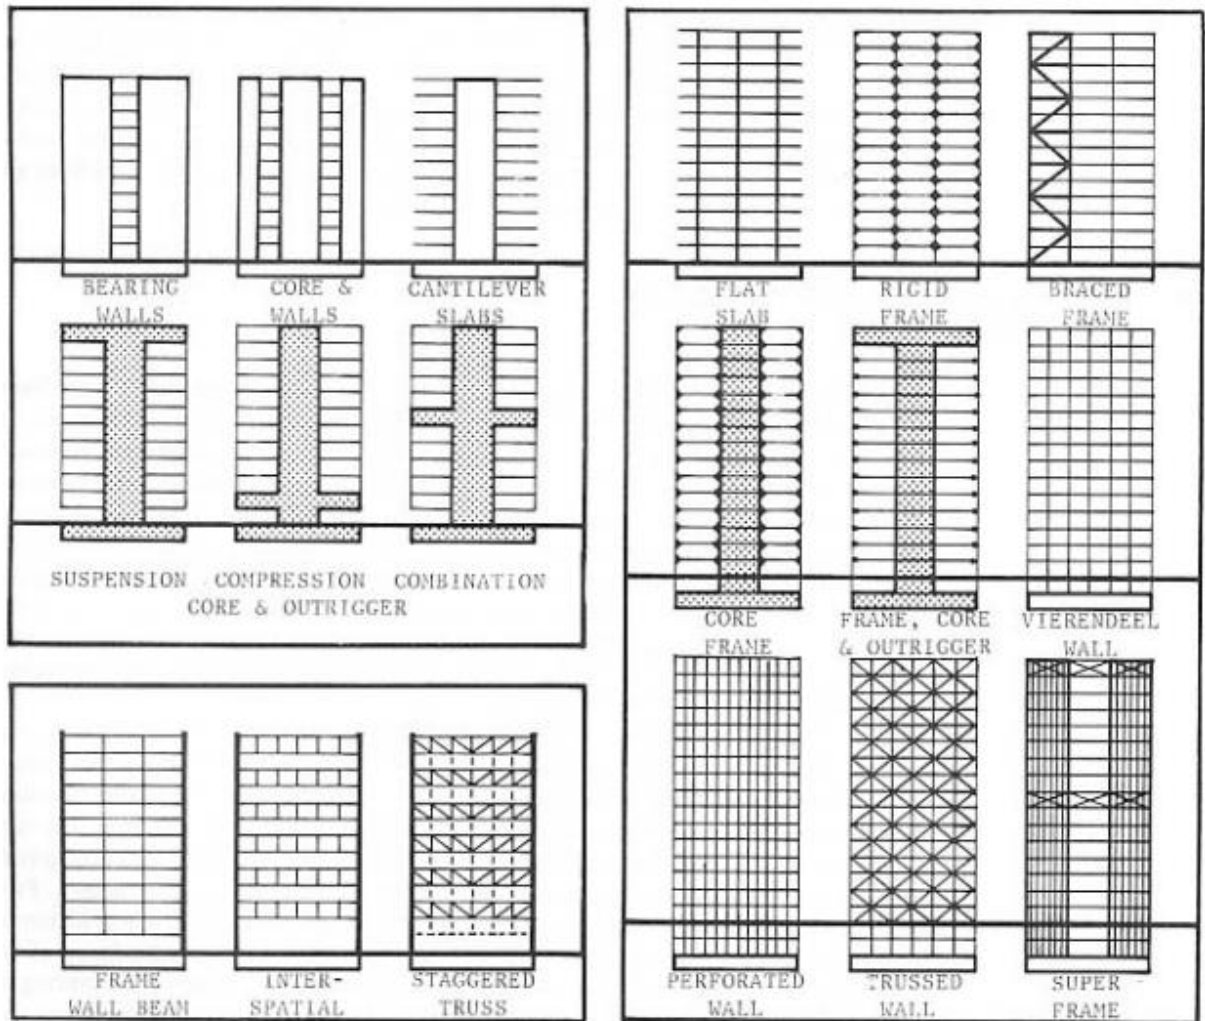 BEARING WALLS
CORE & WALLS
CANTILEVER SLABS
SUSPENSION COMPRESSION COMBINATION
CORE & OUTRIGGER
FRAME WALL BEAM
INTER- SPATIAL
STAGGERED TRUSS
FLAT SLAB
RIGID FRAME
BRACED FRAME
CORE FRAME
FRAME, CORE & OUTRIGGER
VIERENDEEL WALL
PERFORATED WALL
TRUSSED WALL
SUPER FRAME